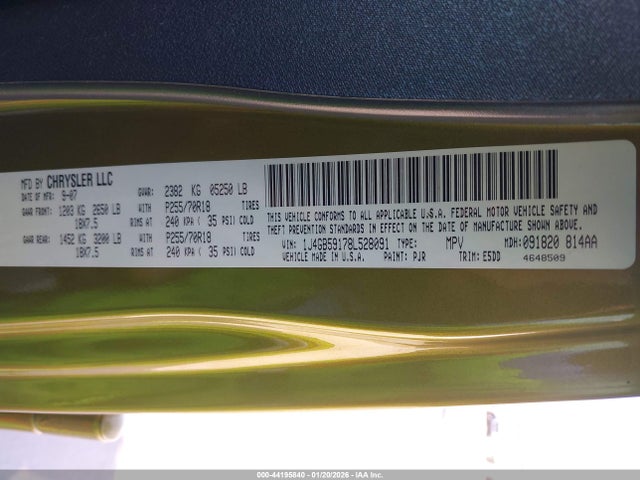 MFD BY CHRYSLER LLC
DATE OF MFR: 9-07 GVWR: 2382 KG 05250 LB
GAWR FRONT: 1203 KG 2650 LB WITH P255/70R18 TIRES
18X7.5 RIMS AT 240 KPA ( 35 PSI) COLD
GAWR REAR: 1452 KG 3200 LB WITH P255/70R18 TIRES
18X7.5 RIMS AT 240 KPA ( 35 PSI) COLD
THIS VEHICLE CONFORMS TO ALL APPLICABLE U.S.A. FEDERAL MOTOR VEHICLE SAFETY AND
THEFT PREVENTION STANDARDS IN EFFECT ON THE DATE OF MANUFACTURE SHOWN ABOVE.
VIN: 1J4GB59178L528091 TYPE: MPV MDH: 091820 814AA
VEHICLE MADE IN U.S.A. PAINT: PJR TRIM: E5DD 4648509
000-44195840 - 01/20/2026 - IAA Inc.